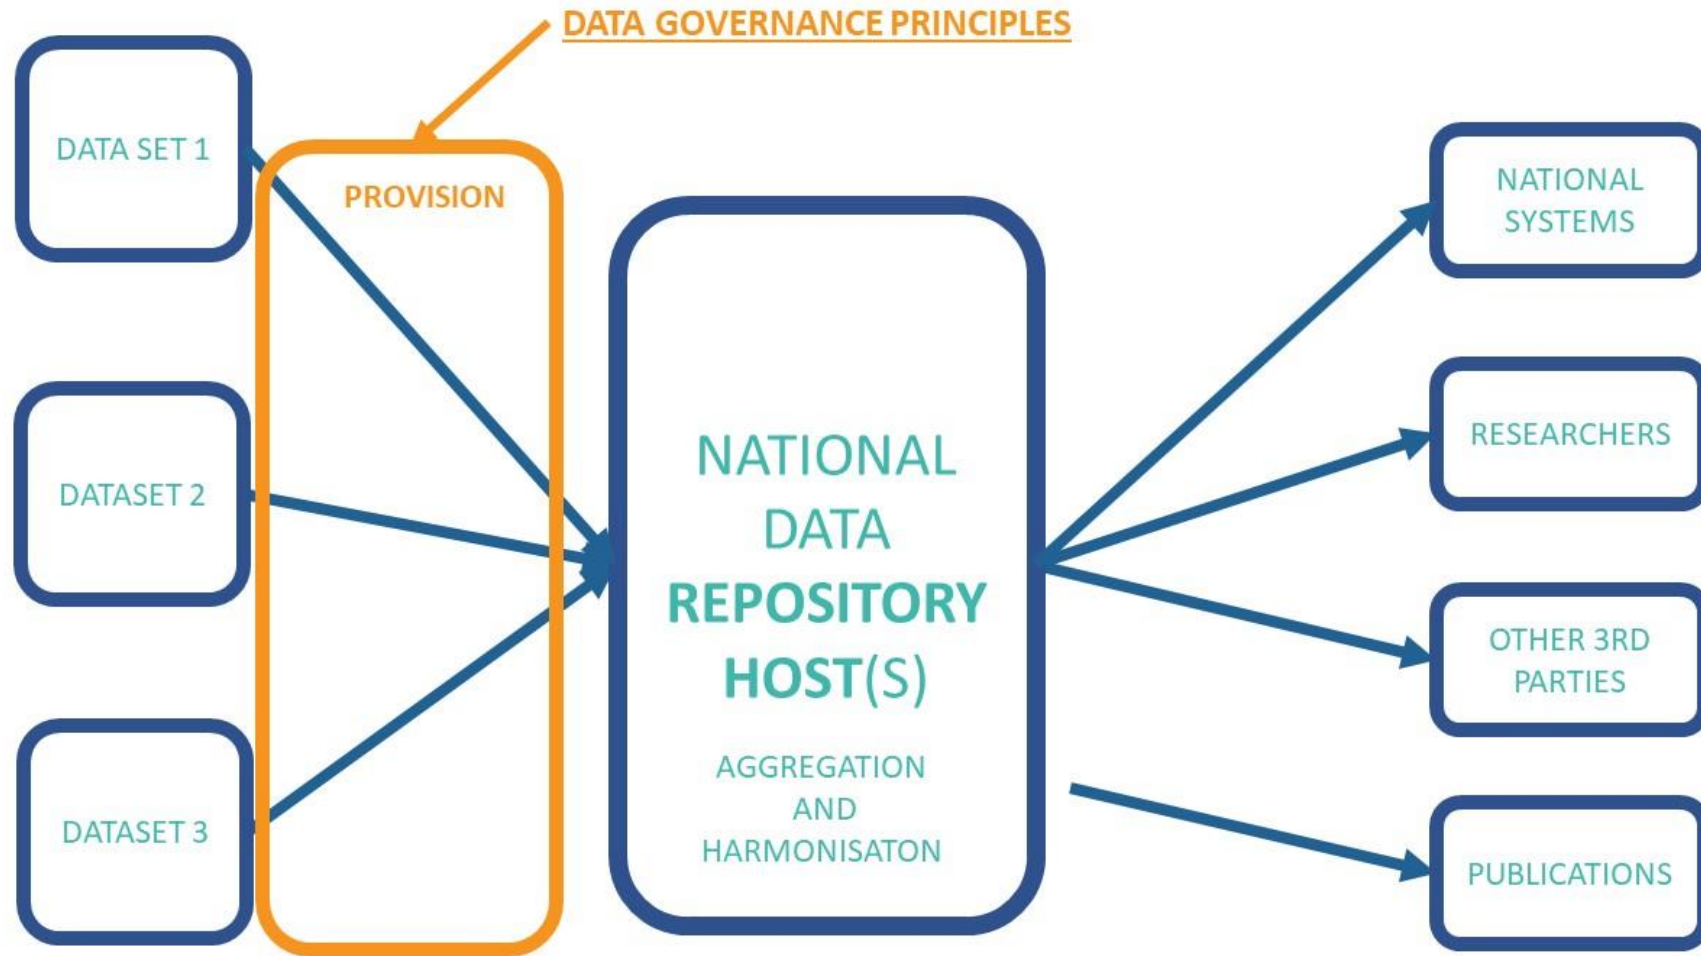 DATA GOVERNANCE PRINCIPLES
DATA SET 1
PROVISION
DATASET 2
DATASET 3
NATIONAL
DATA
REPOSITORY
HOST(S)
AGGREGATION
AND
HARMONISATON
NATIONAL
SYSTEMS
RESEARCHERS
OTHER 3RD
PARTIES
PUBLICATIONS